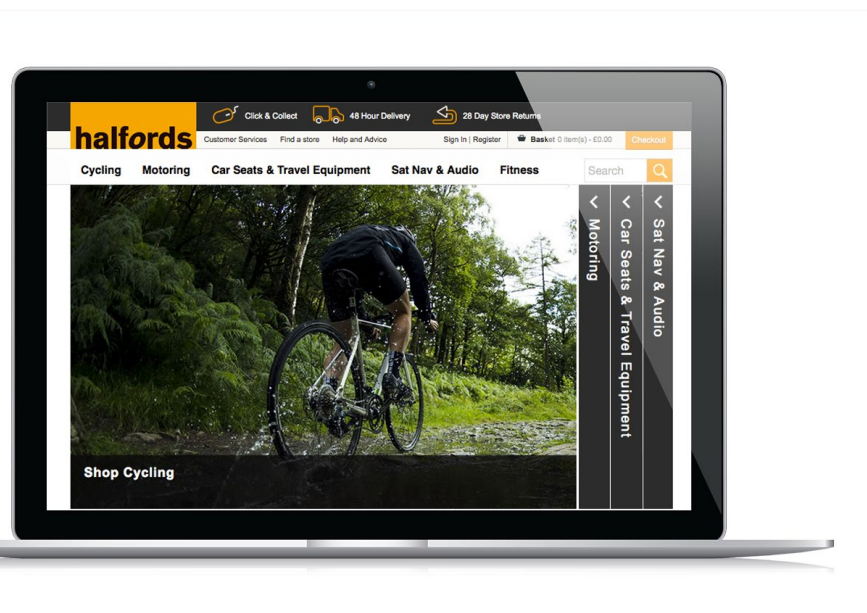 Click & Collect
48 Hour Delivery
28 Day Store Returns
halfords
Customer Services Find a store Help and Advice Sign In | Register Basket 0 item(s) - £0.00 Checkout
Cycling Motoring Car Seats & Travel Equipment Sat Nav & Audio Fitness Search
Motoring
Car Seats & Travel Equipment
Sat Nav & Audio
Shop Cycling